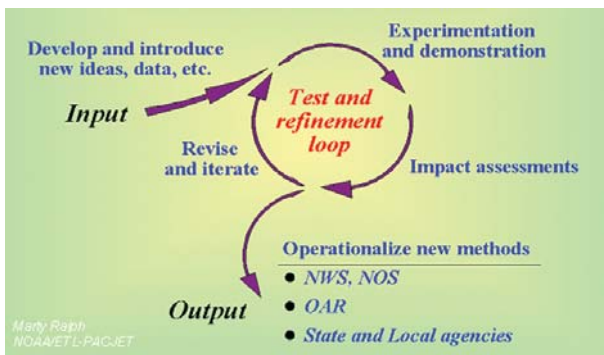 Develop and introduce
new ideas, data, etc.
Input
Experimentation
and demonstration
Test and
refinement
loop
Revise
and iterate
Impact assessments
Output
Operationalize new methods
• NWS, NOS
• OAR
• State and Local agencies
Marty Ralph
NOAA/ETL-PACJET